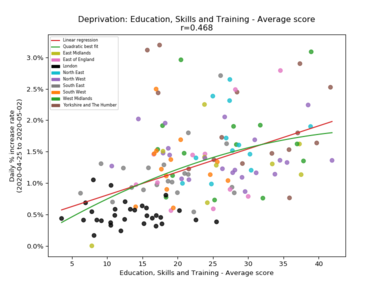 Deprivation: Education, Skills and Training - Average score
r=0.468
Daily % increase rate
(2020-04-25 to 2020-05-02)
3.0%
2.5%
2.0%
1.5%
1.0%
0.5%
0.0%
Linear regression
Quadratic best fit
East Midlands
East of England
London
North East
North West
South East
South West
West Midlands
Yorkshire and The Humber
5 10 15 20 25 30 35 40
Education, Skills and Training - Average score